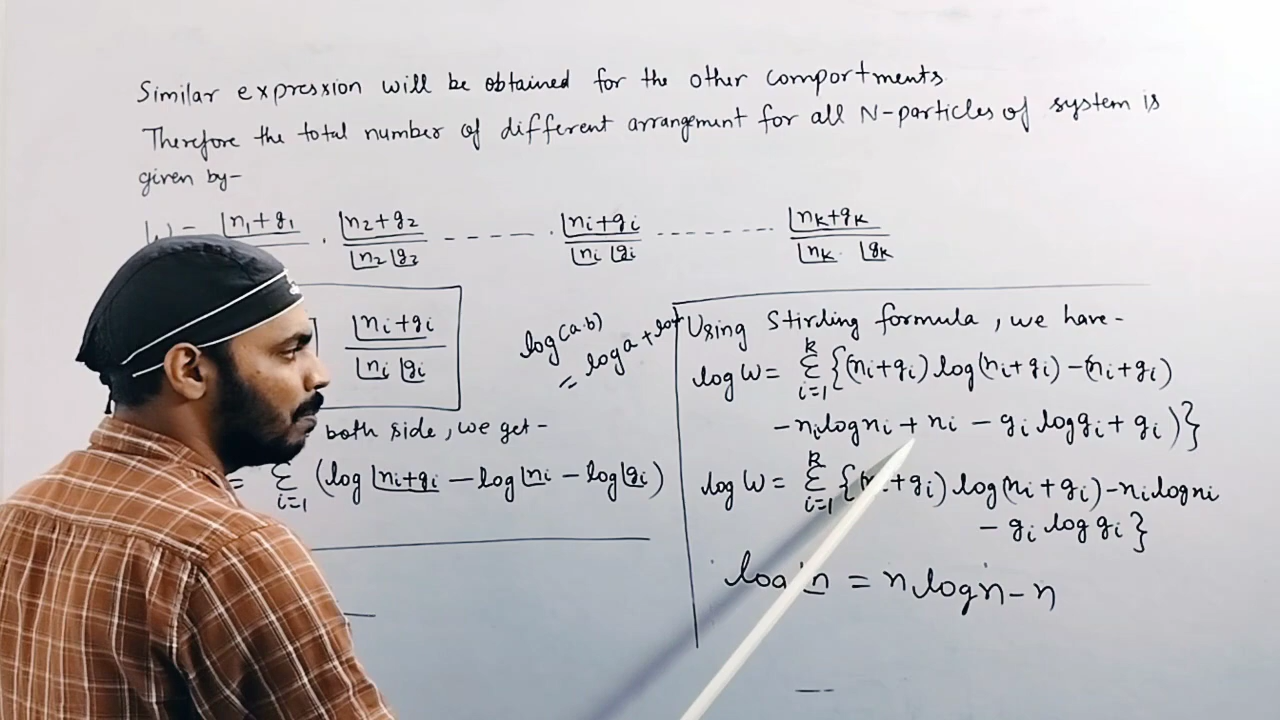 Similar expression will be obtained for the other comportments
Therefore the total number of different arrangement for all N-particles of system is
given by-
W = ⌊n₁+g₁ . ⌊n₂+g₂ / ⌊n₂ ⌊g₂ ------ . ⌊nᵢ+gᵢ / ⌊nᵢ ⌊gᵢ -------- ⌊nK+gK / ⌊nK . ⌊gK
⌊nᵢ+gᵢ / ⌊nᵢ ⌊gᵢ
log(a.b)
= log a +
both side, we get -
= Σ i=1 (log ⌊nᵢ+gᵢ - log ⌊nᵢ - log ⌊gᵢ)
Using Stirling formula, we have -
log W = k Σ i=1 {(nᵢ+gᵢ) log(nᵢ+gᵢ) - (nᵢ+gᵢ)
- nᵢ log nᵢ + nᵢ - gᵢ log gᵢ + gᵢ)}
log W = k Σ i=1 {(nᵢ+gᵢ) log(nᵢ+gᵢ) - nᵢ log nᵢ
- gᵢ log gᵢ}
log ⌊n = n log n - n